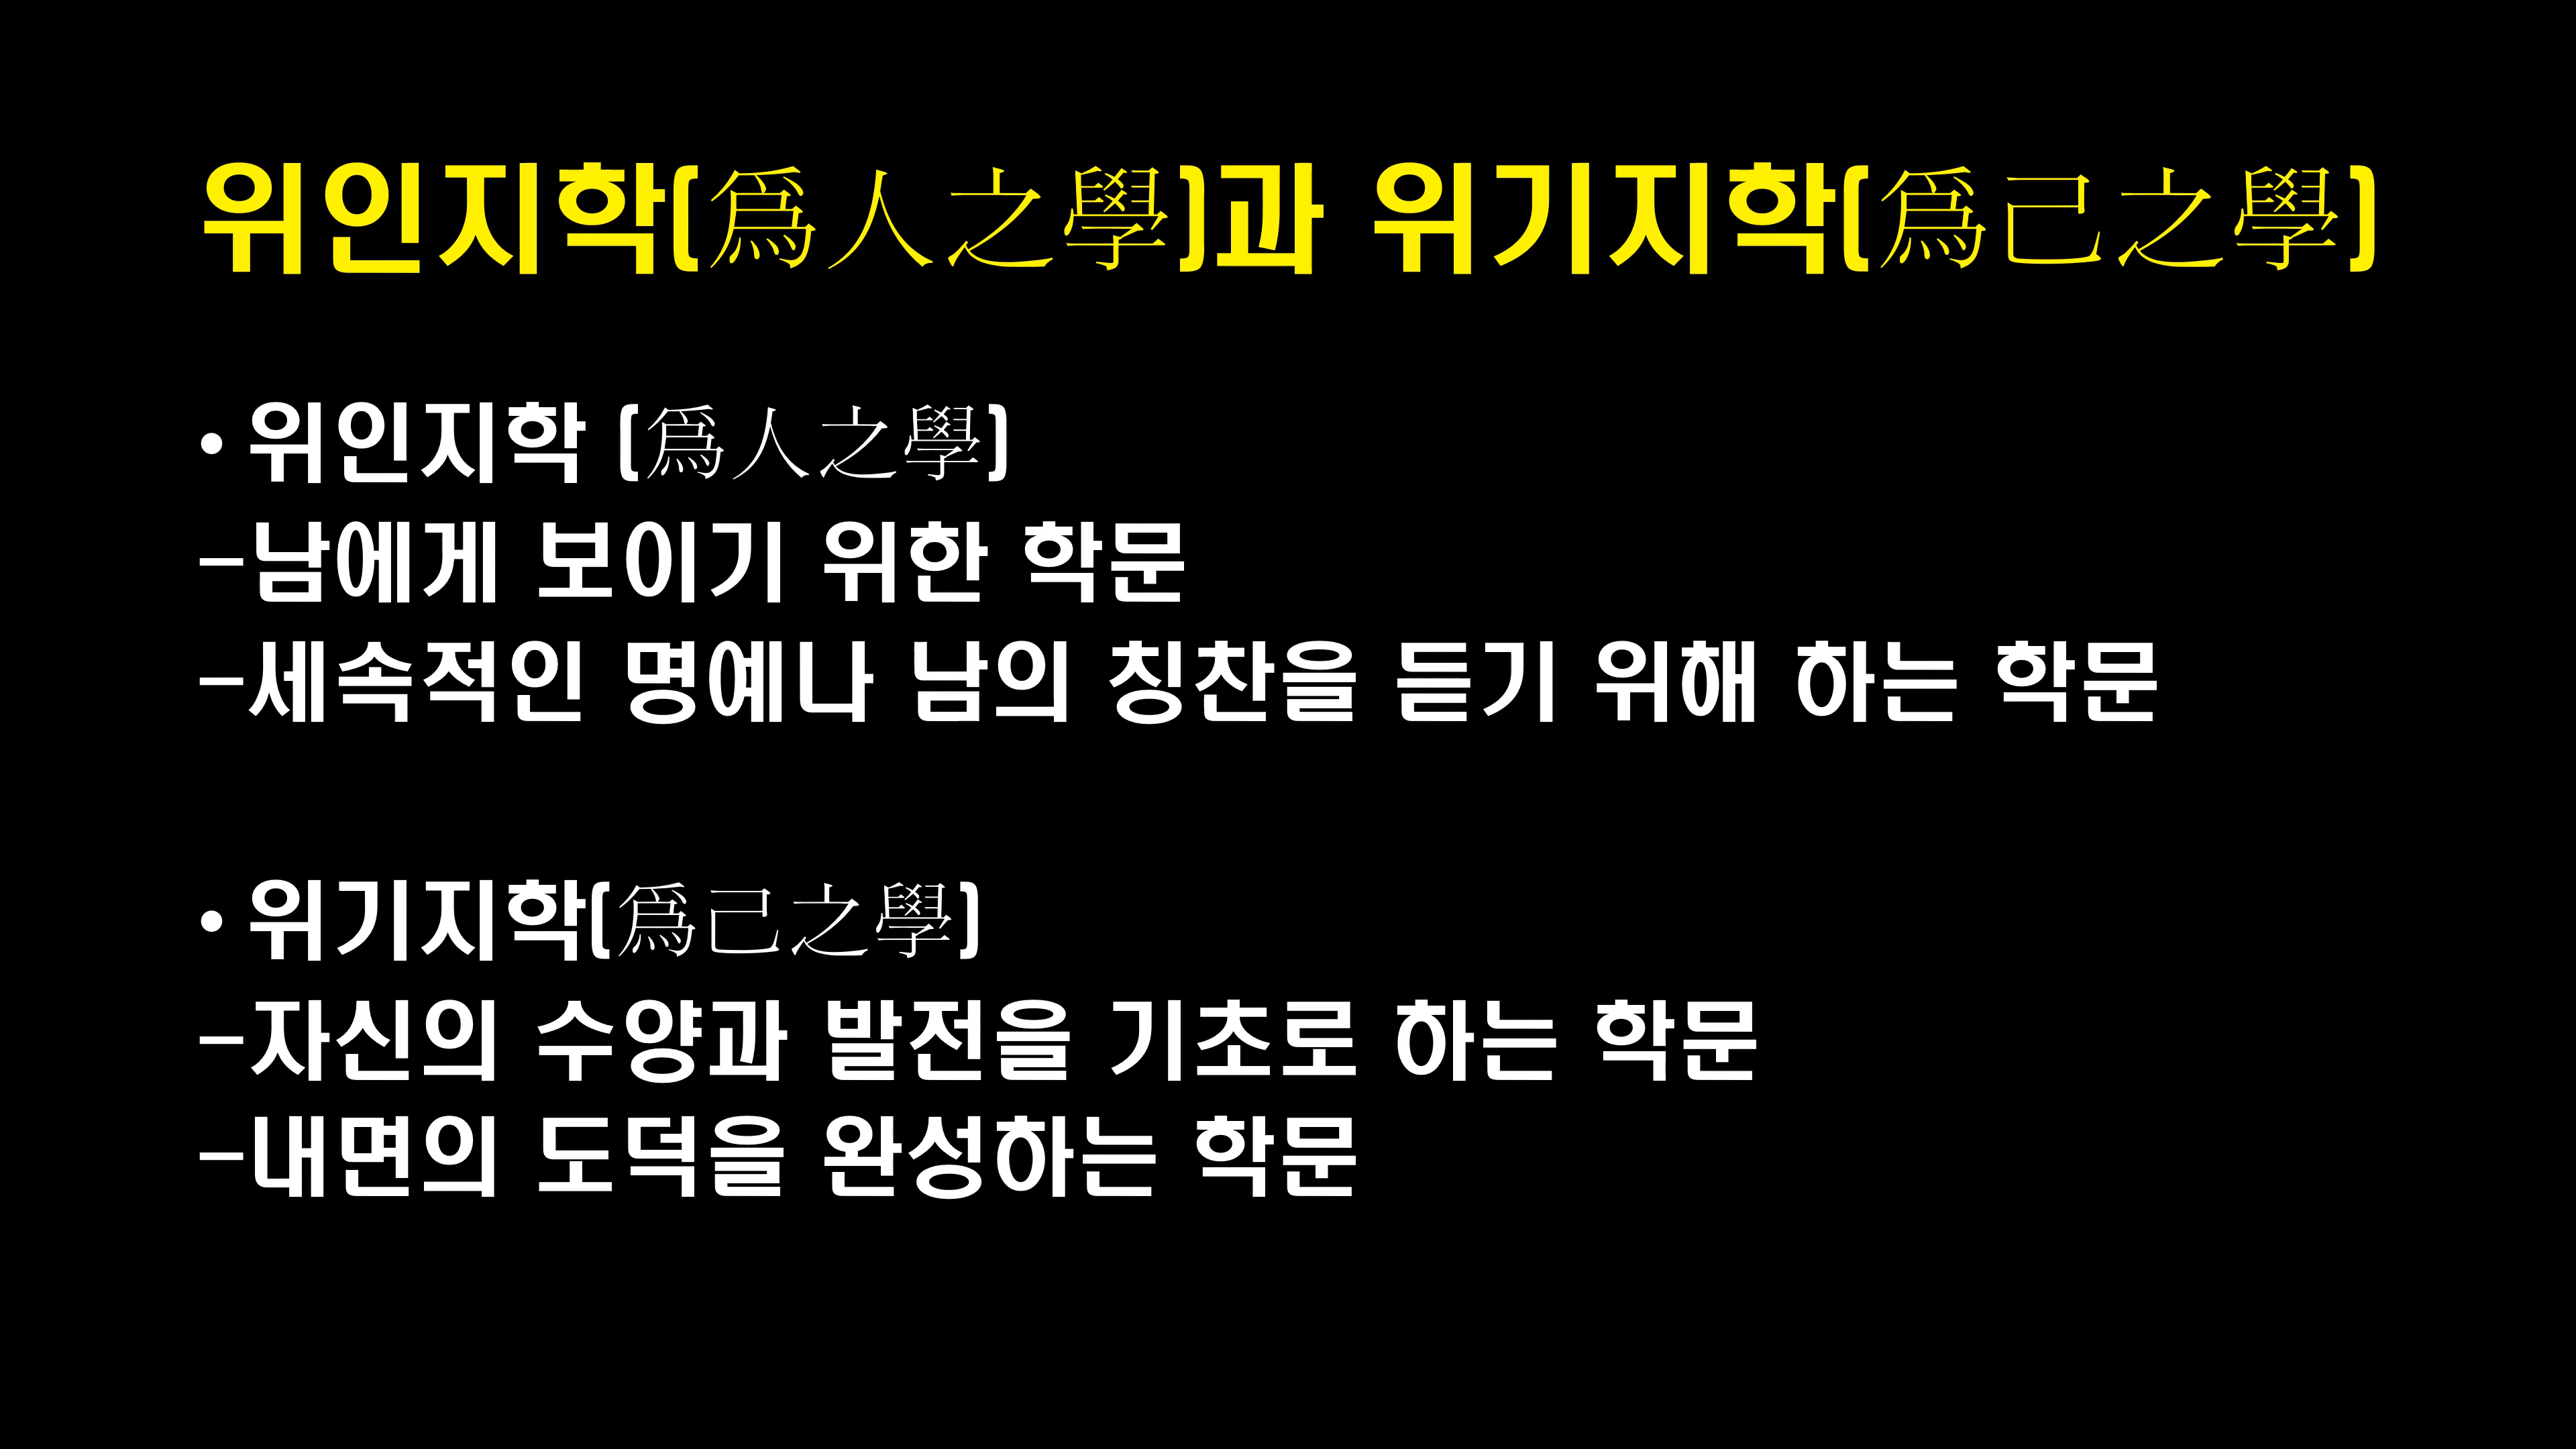 위인지학(爲人之學)과 위기지학(爲己之學)
• 위인지학 (爲人之學)
-남에게 보이기 위한 학문
-세속적인 명예나 남의 칭찬을 듣기 위해 하는 학문
• 위기지학(爲己之學)
-자신의 수양과 발전을 기초로 하는 학문
-내면의 도덕을 완성하는 학문